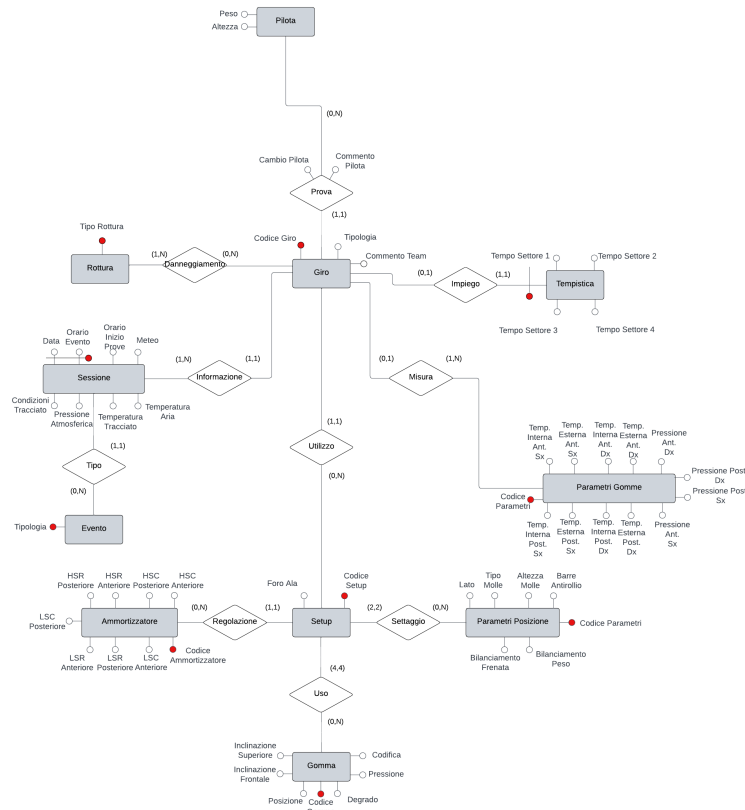 Peso
Pilota
Altezza
(0,N)
Cambio Pilota
Commento
Pilota
Prova
(1,1)
Tipo Rottura
Codice Giro
Tipologia
(1,N)
(0,N)
Danneggiamento
Rottura
Commento Team
Giro
(0,1)
Impiego
(1,1)
Tempo Settore 1
Tempo Settore 2
Tempistica
Tempo Settore 3
Tempo Settore 4
Data
Orario
Evento
Orario
Inizio
Prove
Meteo
Sessione
(1,N)
Informazione
(1,1)
(0,1)
Misura
(1,N)
Condizioni
Tracciato
Pressione
Atmosferica
Temperatura
Tracciato
Temperatura
Aria
(1,1)
Tipo
(0,N)
Tipologia
Evento
(1,1)
Utilizzo
(0,N)
Temp.
Interna
Ant.
Sx
Temp.
Esterna
Ant.
Sx
Temp.
Interna
Ant.
Dx
Temp.
Esterna
Ant.
Dx
Pressione
Ant.
Dx
Pressione Post
Dx
Pressione Post
Sx
Parametri Gomme
Codice
Parametri
Temp.
Interna
Post.
Sx
Temp.
Esterna
Post.
Sx
Temp.
Interna
Post.
Dx
Temp.
Esterna
Post.
Dx
Pressione
Ant.
Sx
HSR
Posteriore
HSR
Anteriore
HSC
Posteriore
HSC
Anteriore
LSC
Posteriore
Ammortizzatore
LSR
Anteriore
LSR
Posteriore
LSC
Anteriore
Codice
Ammortizzatore
(0,N)
Regolazione
(1,1)
Foro Ala
Codice
Setup
Setup
(2,2)
Settaggio
(0,N)
Lato
Tipo
Molle
Altezza
Molle
Barre
Antirollio
Parametri Posizione
Codice Parametri
Bilanciamento
Frenata
Bilanciamento
Peso
(4,4)
Uso
(0,N)
Inclinazione
Superiore
Codifica
Gomma
Inclinazione
Frontale
Pressione
Posizione
Codice
Degrado